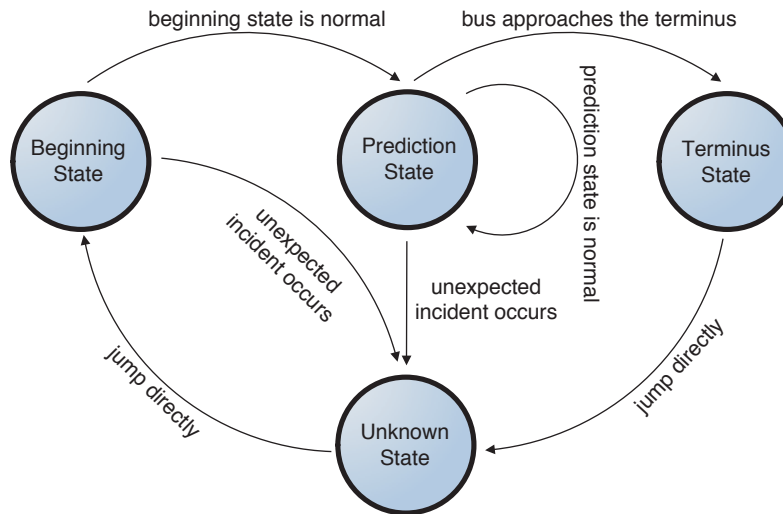 beginning state is normal
bus approaches the terminus
prediction state is normal
Beginning
State
Prediction
State
Terminus
State
unexpected
incident occurs
unexpected
incident occurs
jump directly
jump directly
Unknown
State